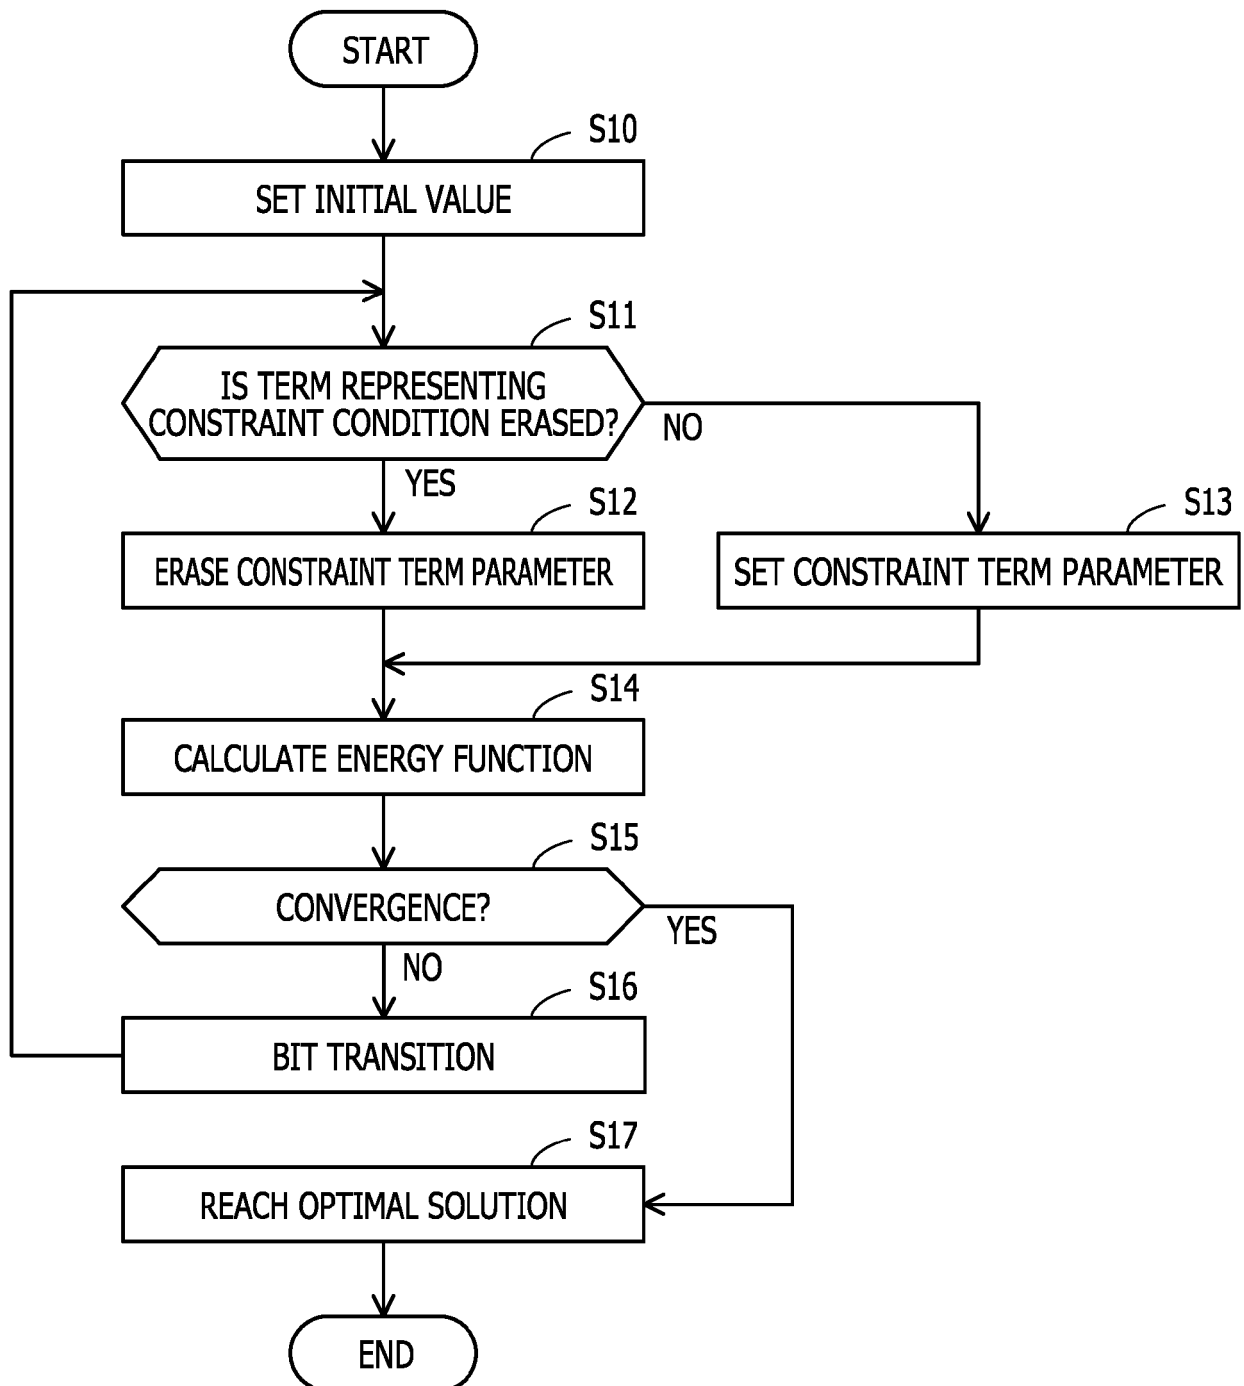 START
S10
SET INITIAL VALUE
S11
IS TERM REPRESENTING
CONSTRAINT CONDITION ERASED?
NO
YES
S12
ERASE CONSTRAINT TERM PARAMETER
S13
SET CONSTRAINT TERM PARAMETER
S14
CALCULATE ENERGY FUNCTION
S15
CONVERGENCE?
YES
NO
S16
BIT TRANSITION
S17
REACH OPTIMAL SOLUTION
END